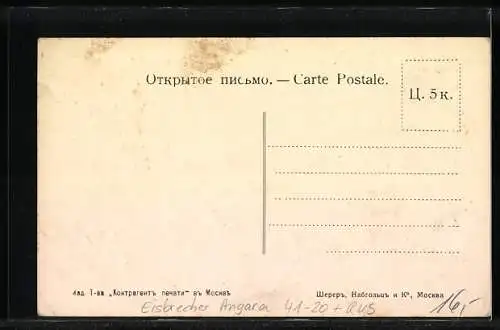 Открытое письмо. — Carte Postale.
Ц. 5 к.
Изд. Т-ва „Контрагентъ печати“ въ Москвѣ
Шереръ, Набгольцъ и Кº, Москва
Eisbrecher Angara 41-20 + RUS
16,-